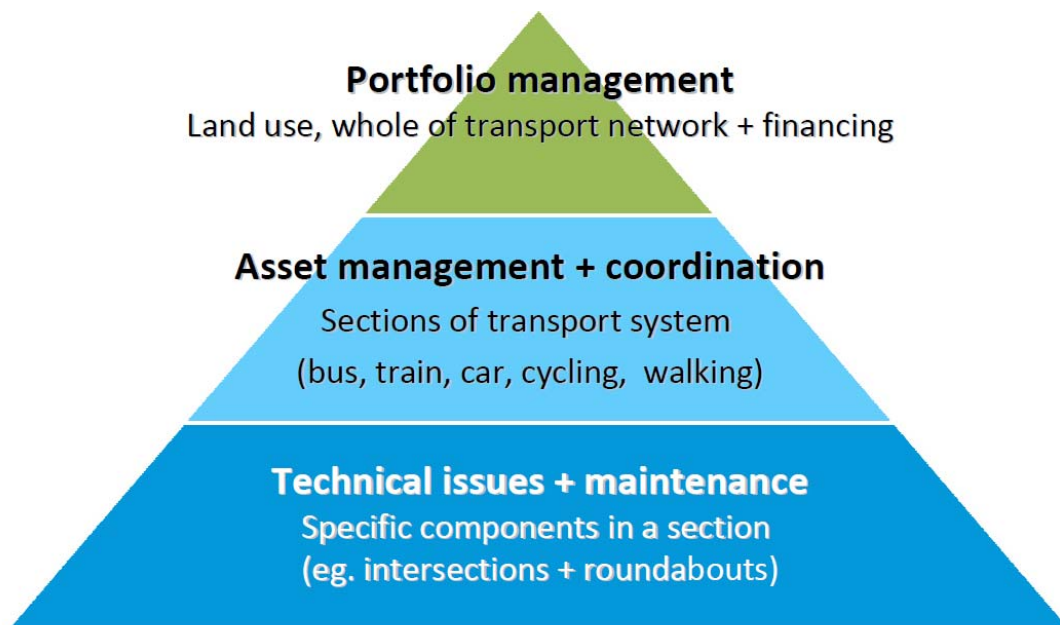 Portfolio management
Land use, whole of transport network + financing
Asset management + coordination
Sections of transport system
(bus, train, car, cycling, walking)
Technical issues + maintenance
Specific components in a section
(eg. intersections + roundabouts)